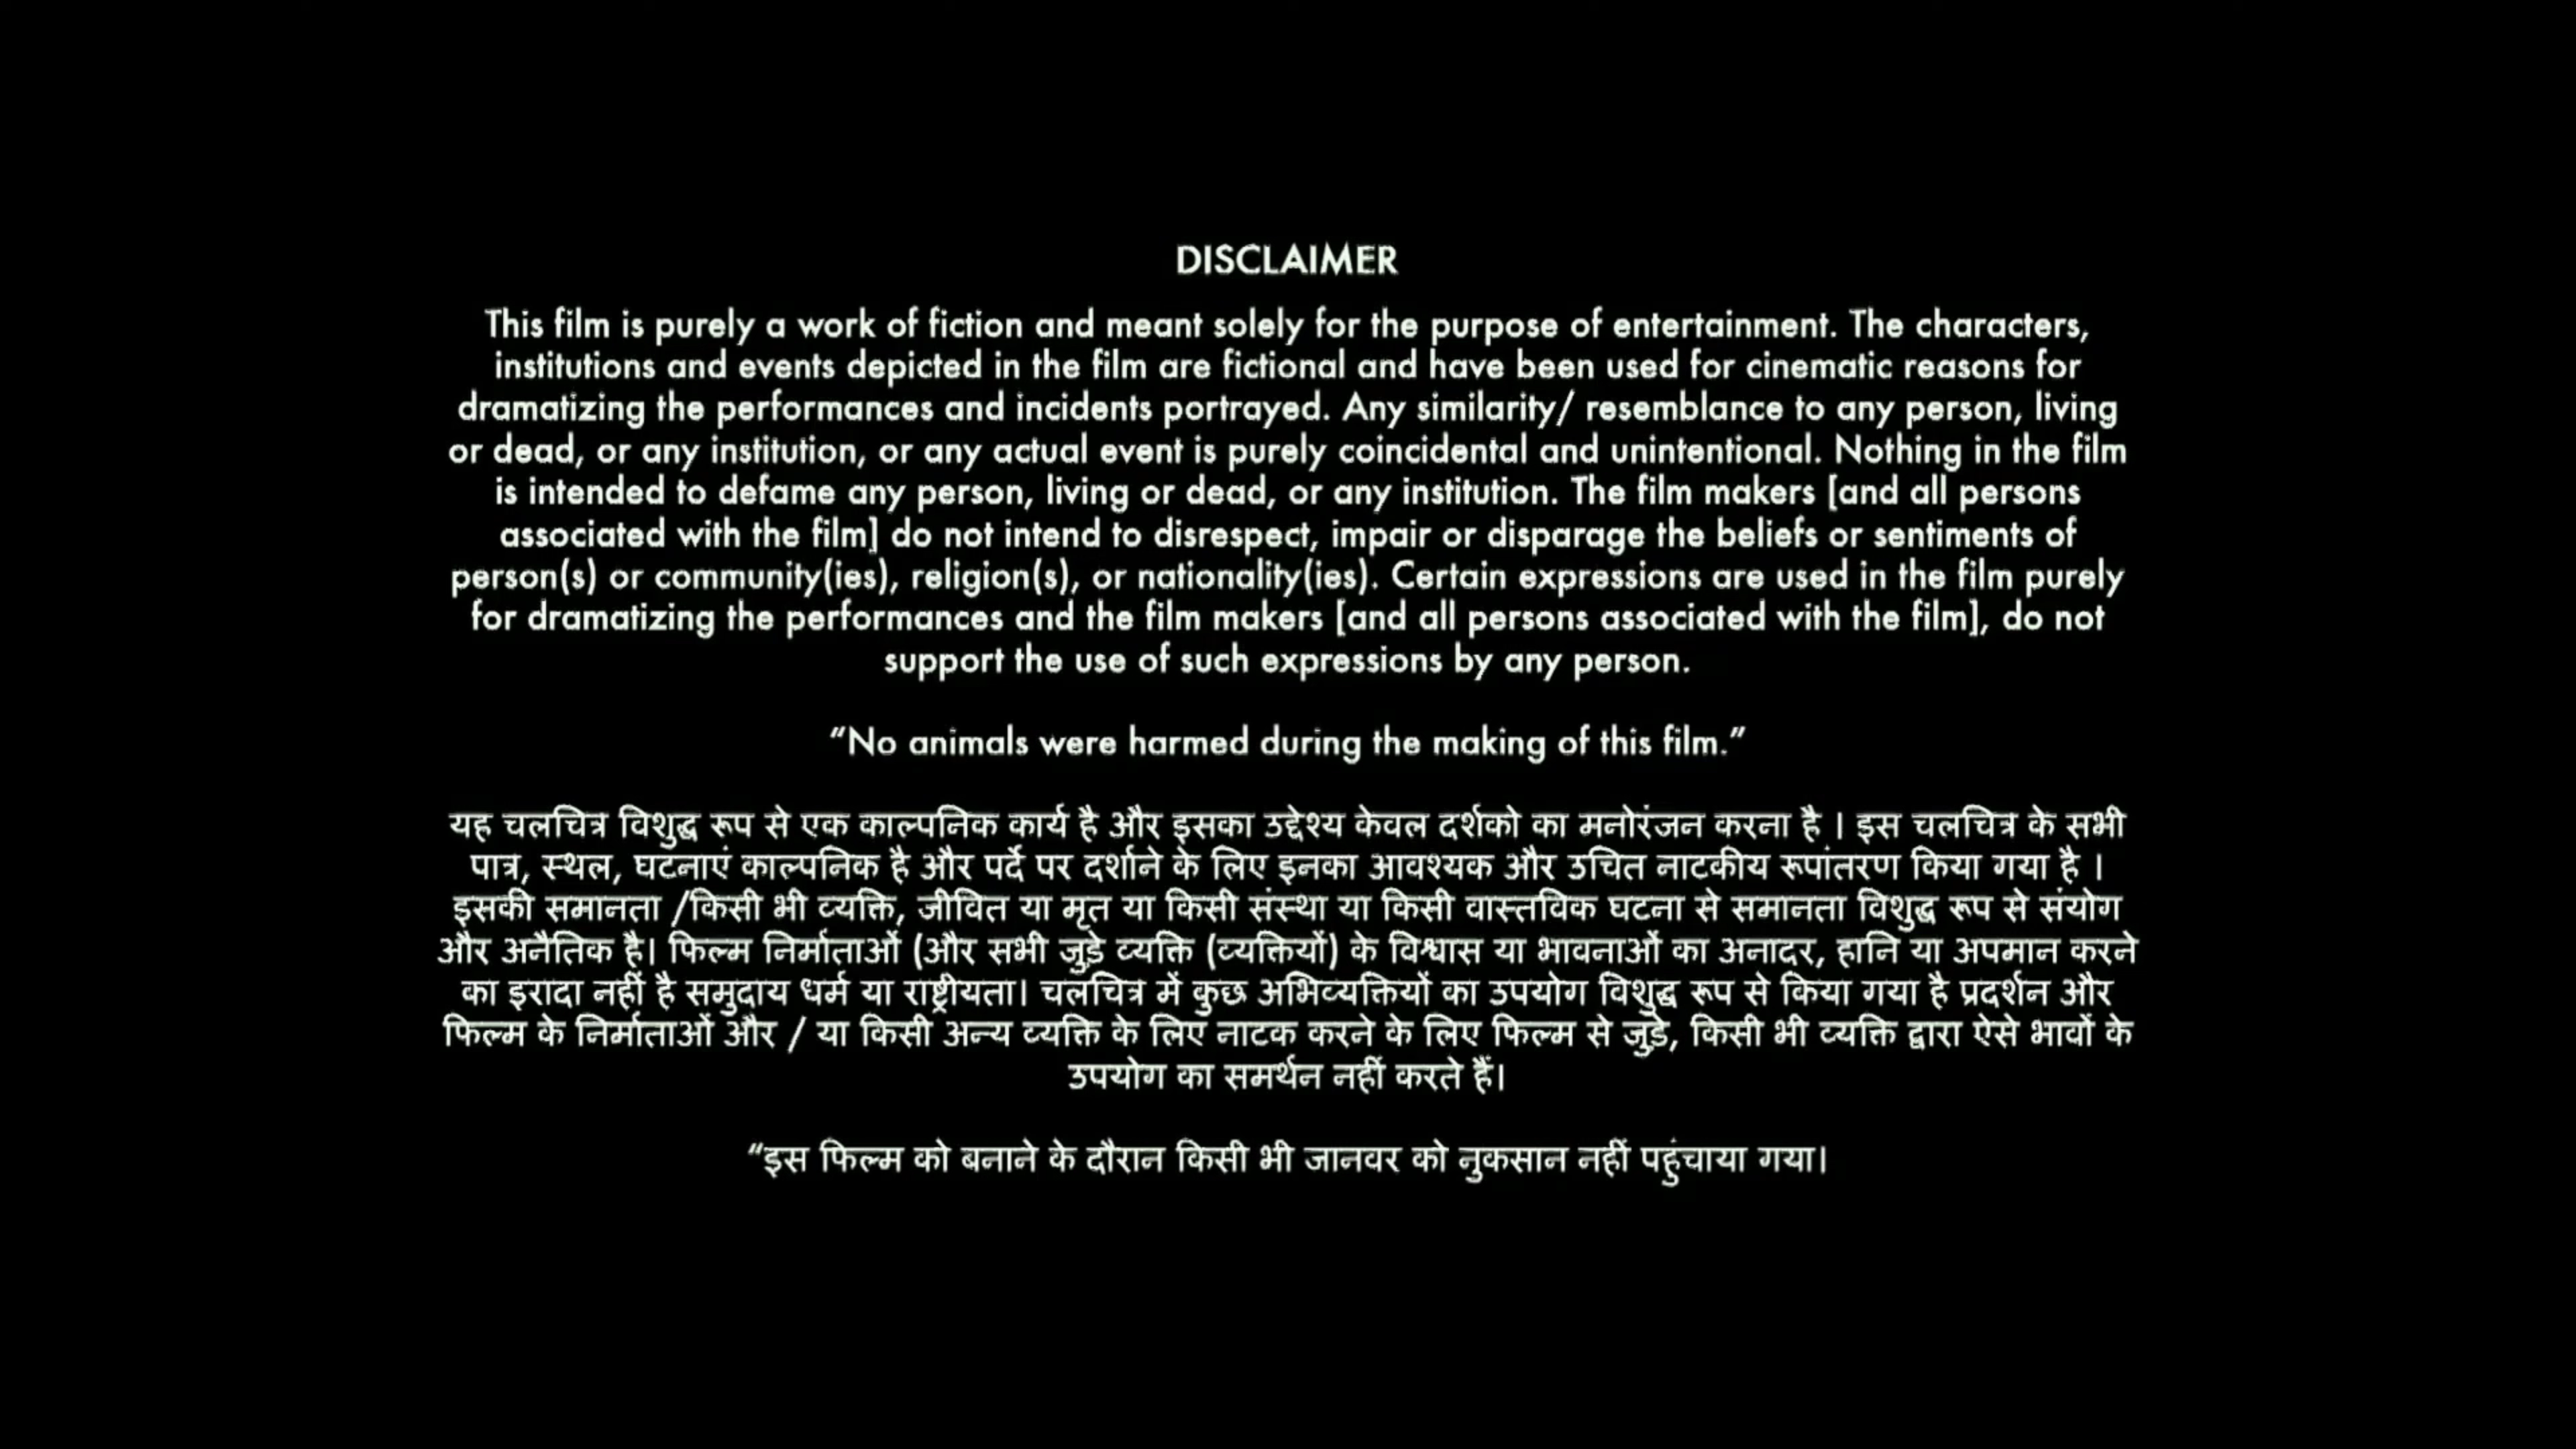 DISCLAIMER
This film is purely a work of fiction and meant solely for the purpose of entertainment. The characters,
institutions and events depicted in the film are fictional and have been used for cinematic reasons for
dramatizing the performances and incidents portrayed. Any similarity/ resemblance to any person, living
or dead, or any institution, or any actual event is purely coincidental and unintentional. Nothing in the film
is intended to defame any person, living or dead, or any institution. The film makers [and all persons
associated with the film] do not intend to disrespect, impair or disparage the beliefs or sentiments of
person(s) or community(ies), religion(s), or nationality(ies). Certain expressions are used in the film purely
for dramatizing the performances and the film makers [and all persons associated with the film], do not
support the use of such expressions by any person.
“No animals were harmed during the making of this film.”
यह चलचित्र विशुद्ध रूप से एक काल्पनिक कार्य है और इसका उद्देश्य केवल दर्शको का मनोरंजन करना है । इस चलचित्र के सभी
पात्र, स्थल, घटनाएं काल्पनिक है और पर्दे पर दर्शाने के लिए इनका आवश्यक और उचित नाटकीय रूपांतरण किया गया है ।
इसकी समानता /किसी भी व्यक्ति, जीवित या मृत या किसी संस्था या किसी वास्तविक घटना से समानता विशुद्ध रूप से संयोग
और अनैतिक है। फिल्म निर्माताओं (और सभी जुड़े व्यक्ति (व्यक्तियों) के विश्वास या भावनाओं का अनादर, हानि या अपमान करने
का इरादा नहीं है समुदाय धर्म या राष्ट्रीयता। चलचित्र में कुछ अभिव्यक्तियों का उपयोग विशुद्ध रूप से किया गया है प्रदर्शन और
फिल्म के निर्माताओं और / या किसी अन्य व्यक्ति के लिए नाटक करने के लिए फिल्म से जुड़े, किसी भी व्यक्ति द्वारा ऐसे भावों के
उपयोग का समर्थन नहीं करते हैं।
“इस फिल्म को बनाने के दौरान किसी भी जानवर को नुकसान नहीं पहुंचाया गया।